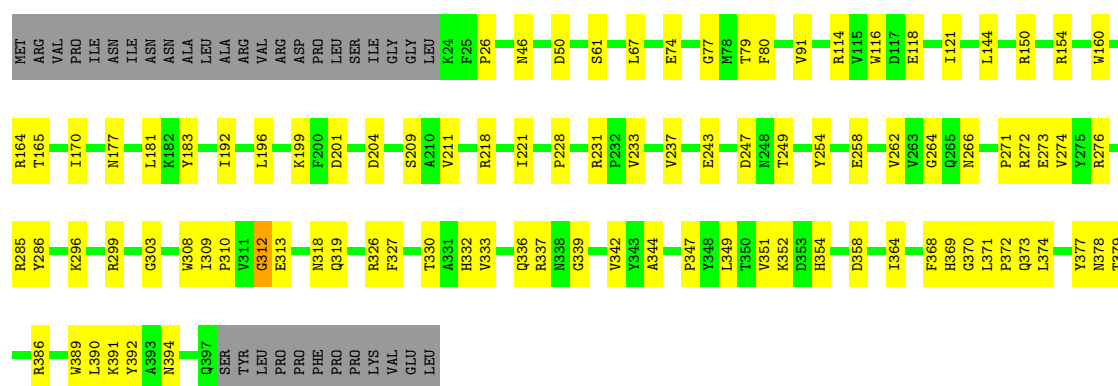 MET ARG VAL PRO ILE ILE ASN ILE ASN ASN ALA LEU ALA ARG VAL ARG ASP PRO LEU SER ILE GLY GLY LEU K24 F25 P26 N46 D50 S61 L67 E74 G77 M78 T79 F80 V91 R114 V115 W116 D117 E118 I121 L144 R150 R154 W160
R164 T165 I170 N177 L181 K182 Y183 I192 L196 K199 F200 D201 D204 S209 A210 V211 R218 I221 P228 R231 P232 V233 V237 E243 D247 N248 T249 Y254 E258 V262 V263 G264 Q265 N266 P271 R272 E273 V274 Y275 R276
R285 Y286 K296 R299 G303 W308 I309 P310 V311 G312 E313 N318 Q319 R326 F327 T330 A331 H332 V333 Q336 R337 N338 G339 V342 Y343 A344 P347 Y348 L349 T350 V351 K352 D353 H354 D358 I364 F368 H369 G370 L371 P372 Q373 L374 Y377 N378 T379
R386 W389 L390 K391 Y392 A393 N394 Q397 SER TYR LEU PRO PRO PHE PRO PRO LYS VAL GLU LEU